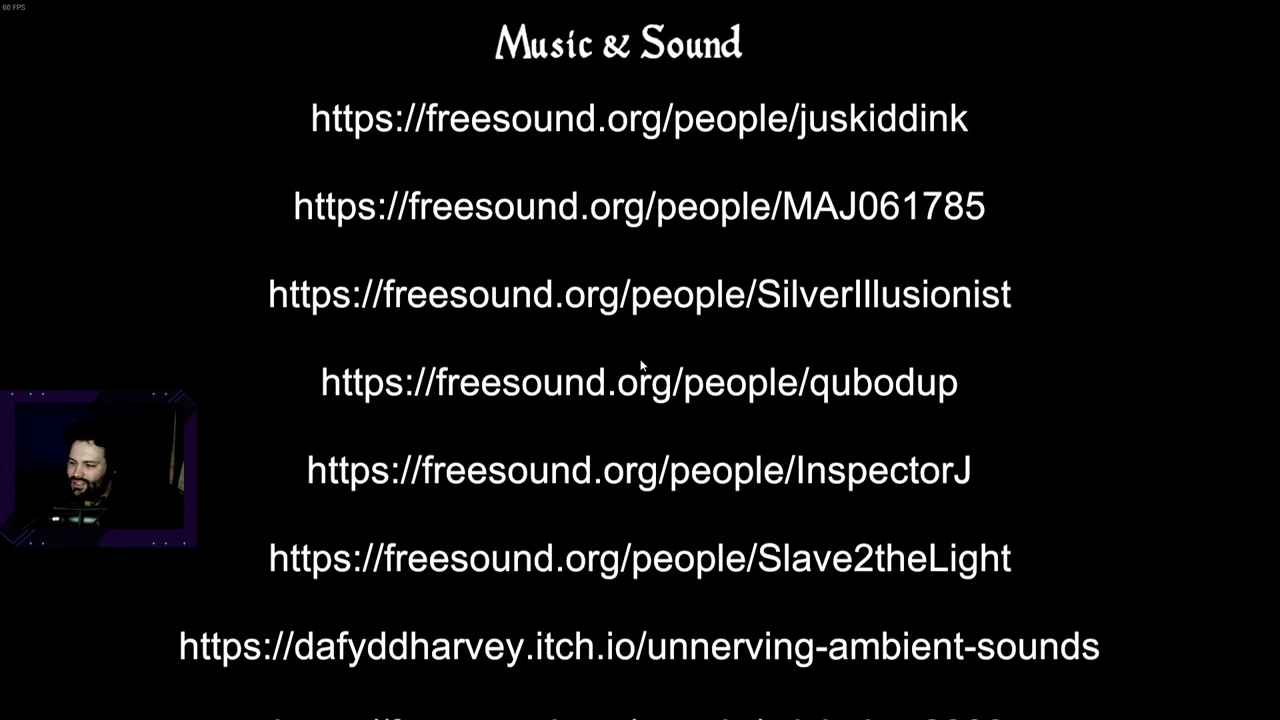 60 FPS
Music & Sound
https://freesound.org/people/juskiddink
https://freesound.org/people/MAJ061785
https://freesound.org/people/SilverIllusionist
https://freesound.org/people/qubodup
https://freesound.org/people/InspectorJ
https://freesound.org/people/Slave2theLight
https://dafyddharvey.itch.io/unnerving-ambient-sounds